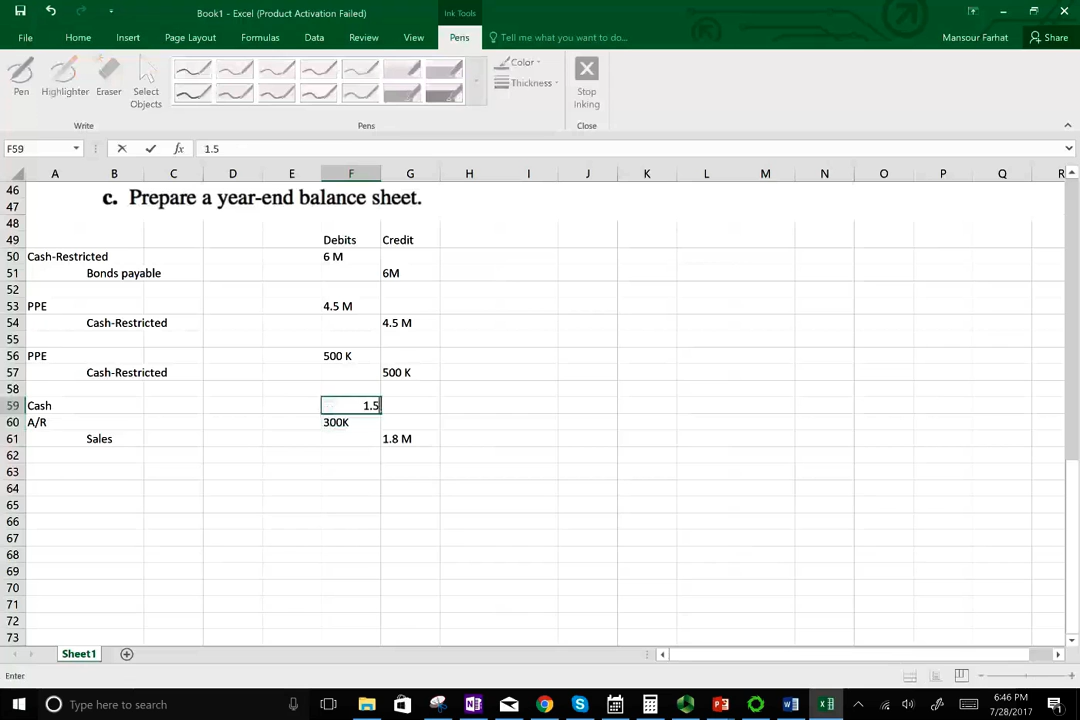 Book1 - Excel (Product Activation Failed)
Ink Tools
File Home Insert Page Layout Formulas Data Review View Pens Tell me what you want to do... Mansour Farhat Share
Pen Highlighter Eraser Select Objects
Color
Thickness
Stop Inking
Write Pens Close
F59 fx 1.5
A B C D E F G H I J K L M N O P Q R
46
c. Prepare a year-end balance sheet.
47
48
49 Debits Credit
50 Cash-Restricted 6 M
51 Bonds payable 6M
52
53 PPE 4.5 M
54 Cash-Restricted 4.5 M
55
56 PPE 500 K
57 Cash-Restricted 500 K
58
59 Cash 1.5
60 A/R 300K
61 Sales 1.8 M
62
63
64
65
66
67
68
69
70
71
72
73
Sheet1
Enter
Type here to search
6:46 PM
7/28/2017